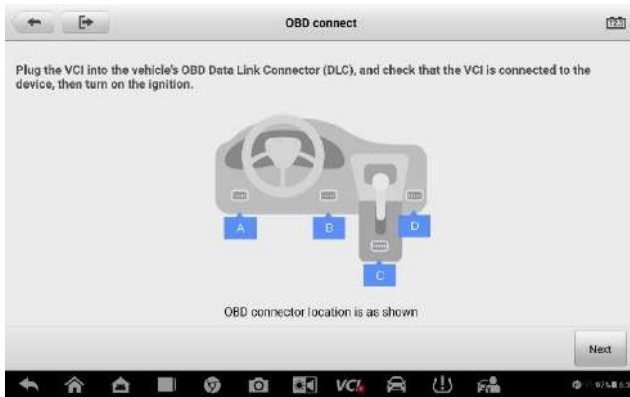 OBD connect
Plug the VCI into the vehicle's OBD Data Link Connector (DLC), and check that the VCI is connected to the
device, then turn on the ignition.
A
B
D
C
OBD connector location is as shown
Next
VCI